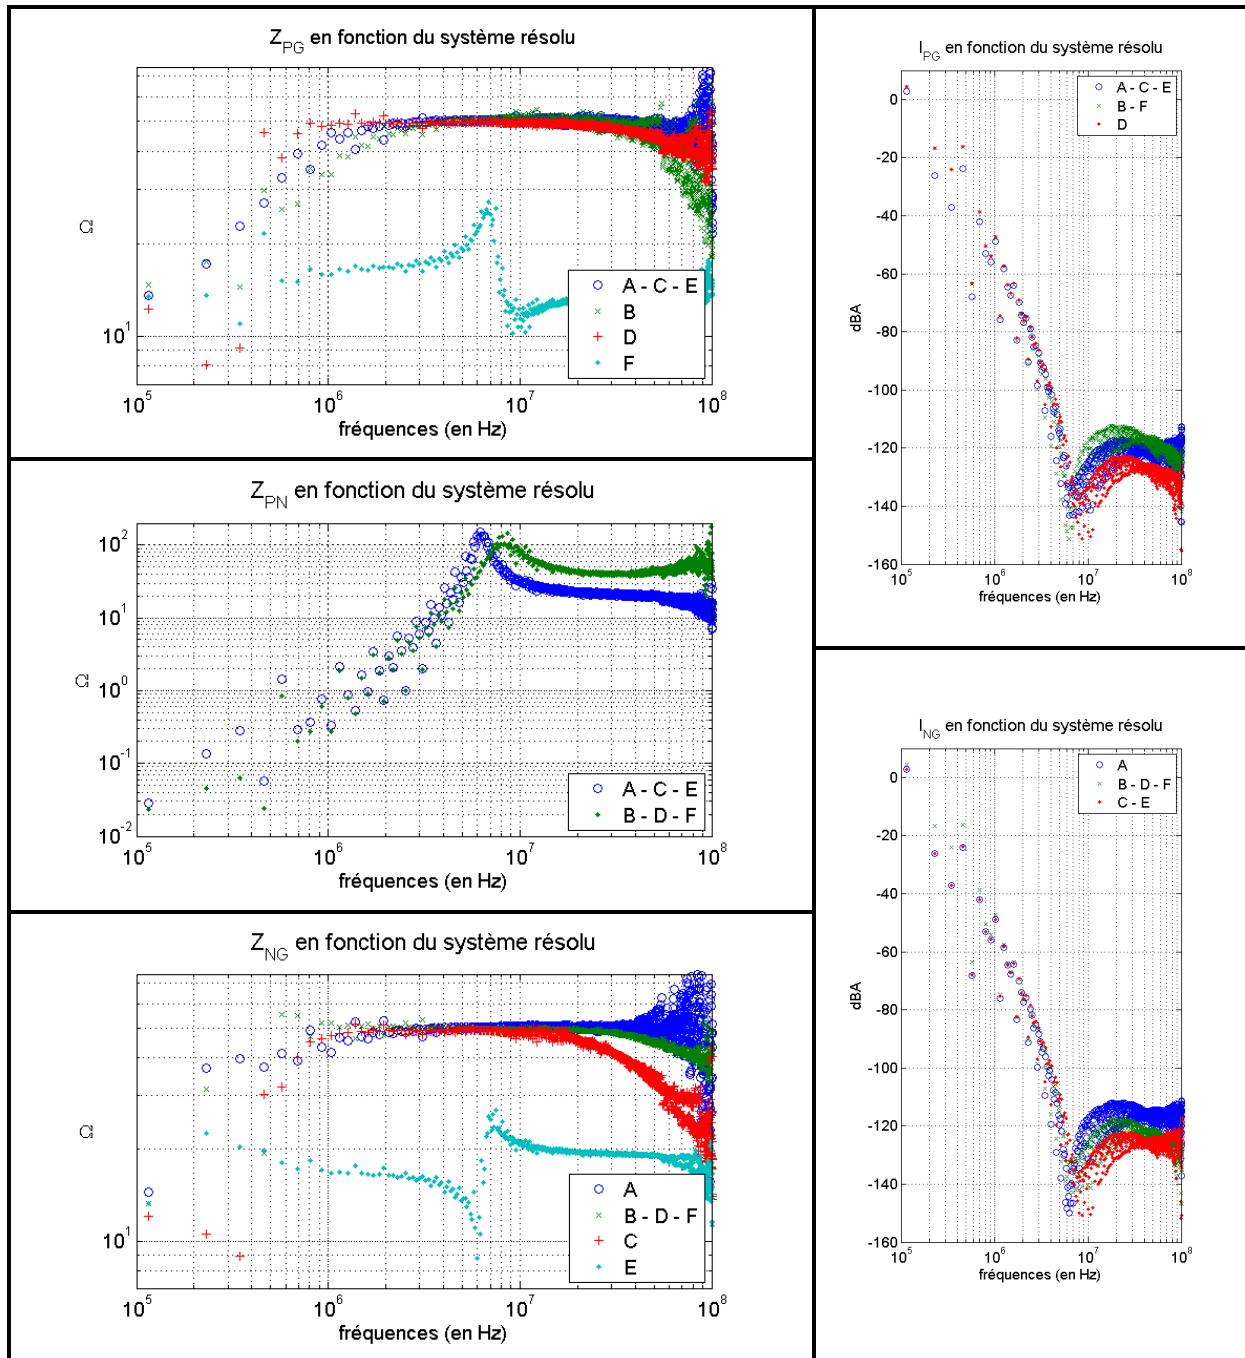 Z_PG en fonction du système résolu
Ω
10^1
10^5
10^6
10^7
10^8
fréquences (en Hz)
A - C - E
B
D
F
Z_PN en fonction du système résolu
Ω
10^2
10^1
10^0
10^-1
10^-2
10^5
10^6
10^7
10^8
fréquences (en Hz)
A - C - E
B - D - F
Z_NG en fonction du système résolu
Ω
10^1
10^5
10^6
10^7
10^8
fréquences (en Hz)
A
B - D - F
C
E
I_PG en fonction du système résolu
dBA
0
-20
-40
-60
-80
-100
-120
-140
-160
10^5
10^6
10^7
10^8
fréquences (en Hz)
A - C - E
B - F
D
I_NG en fonction du système résolu
dBA
0
-20
-40
-60
-80
-100
-120
-140
-160
10^5
10^6
10^7
10^8
fréquences (en Hz)
A
B - D - F
C - E